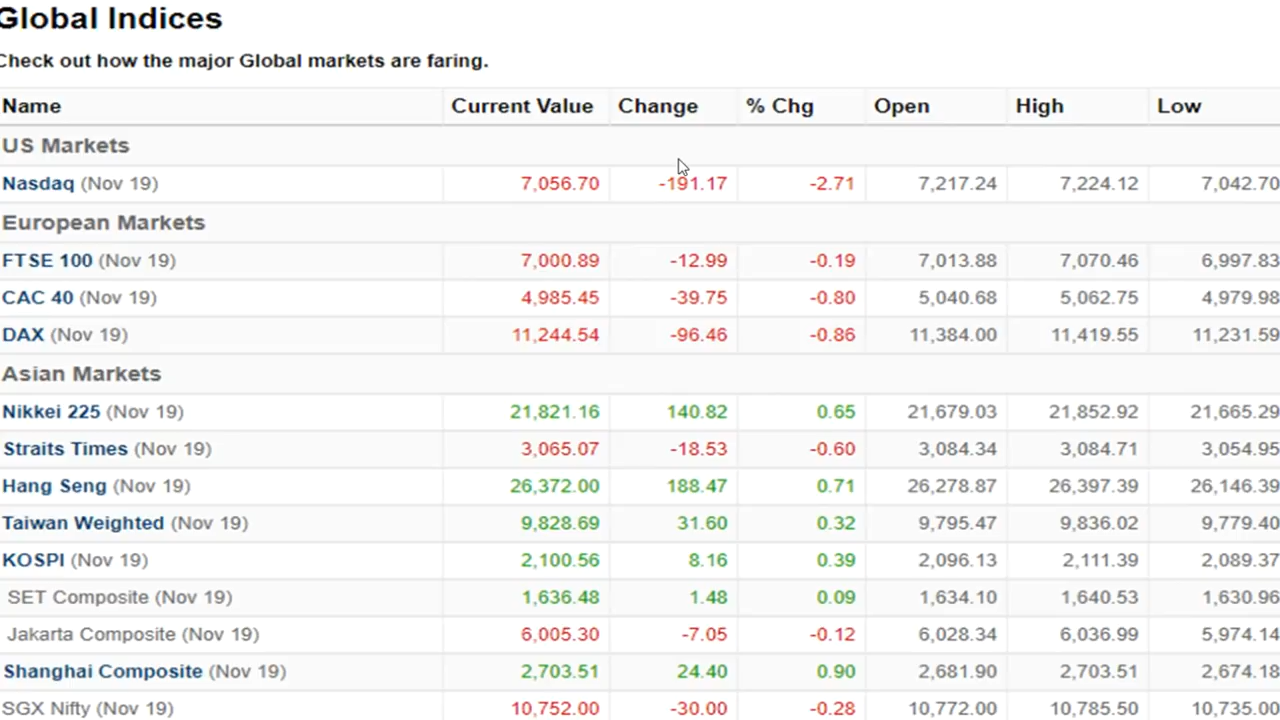 Global Indices
Check out how the major Global markets are faring.
Name Current Value Change % Chg Open High Low
US Markets
Nasdaq (Nov 19) 7,056.70 -191.17 -2.71 7,217.24 7,224.12 7,042.70
European Markets
FTSE 100 (Nov 19) 7,000.89 -12.99 -0.19 7,013.88 7,070.46 6,997.83
CAC 40 (Nov 19) 4,985.45 -39.75 -0.80 5,040.68 5,062.75 4,979.98
DAX (Nov 19) 11,244.54 -96.46 -0.86 11,384.00 11,419.55 11,231.59
Asian Markets
Nikkei 225 (Nov 19) 21,821.16 140.82 0.65 21,679.03 21,852.92 21,665.29
Straits Times (Nov 19) 3,065.07 -18.53 -0.60 3,084.34 3,084.71 3,054.95
Hang Seng (Nov 19) 26,372.00 188.47 0.71 26,278.87 26,397.39 26,146.39
Taiwan Weighted (Nov 19) 9,828.69 31.60 0.32 9,795.47 9,836.02 9,779.40
KOSPI (Nov 19) 2,100.56 8.16 0.39 2,096.13 2,111.39 2,089.37
SET Composite (Nov 19) 1,636.48 1.48 0.09 1,634.10 1,640.53 1,630.96
Jakarta Composite (Nov 19) 6,005.30 -7.05 -0.12 6,028.34 6,036.99 5,974.14
Shanghai Composite (Nov 19) 2,703.51 24.40 0.90 2,681.90 2,703.51 2,674.18
SGX Nifty (Nov 19) 10,752.00 -30.00 -0.28 10,772.00 10,785.50 10,735.00